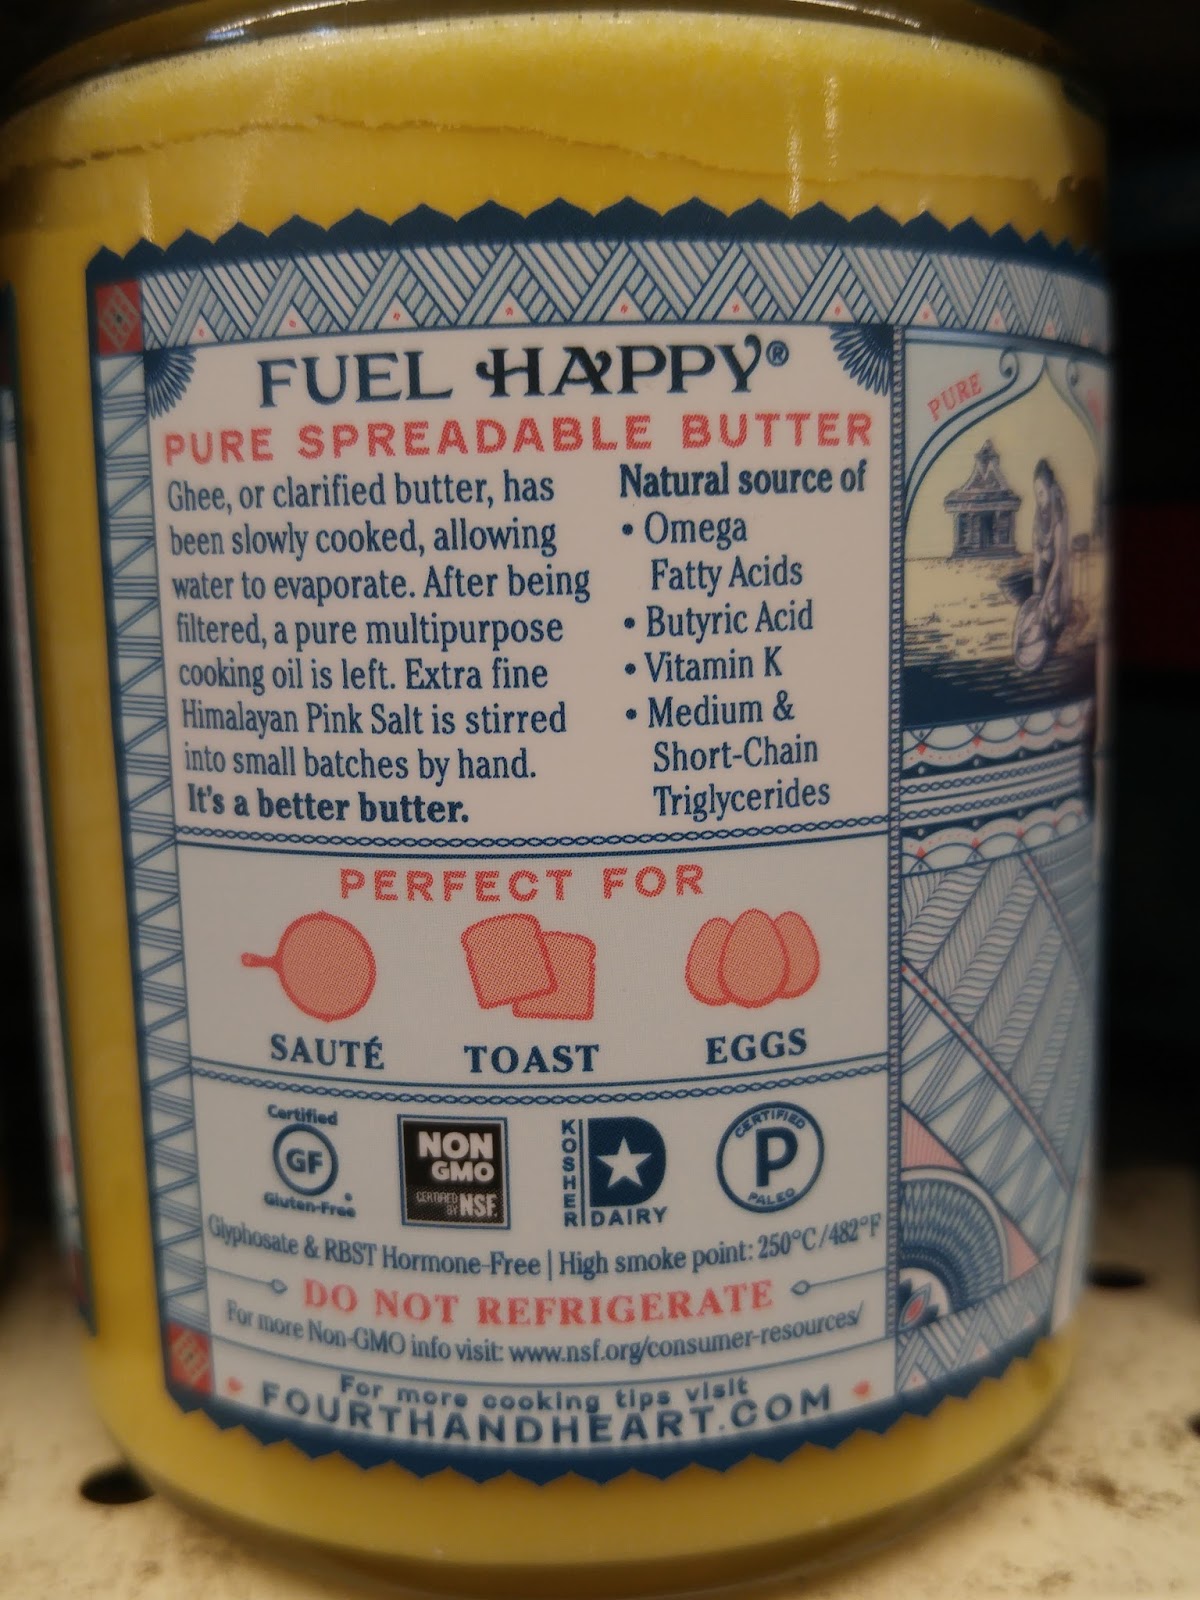 FUEL HAPPY®
PURE SPREADABLE BUTTER
Ghee, or clarified butter, has
been slowly cooked, allowing
water to evaporate. After being
filtered, a pure multipurpose
cooking oil is left. Extra fine
Himalayan Pink Salt is stirred
into small batches by hand.
It's a better butter.
Natural source of
• Omega
Fatty Acids
• Butyric Acid
• Vitamin K
• Medium &
Short-Chain
Triglycerides
PURE
PERFECT FOR
SAUTÉ
TOAST
EGGS
Certified
GF
Gluten-Free
NON
GMO
CERTIFIED
BY NSF.
KOSHER
D
DAIRY
CERTIFIED
P
PALEO
Glyphosate & RBST Hormone-Free | High smoke point: 250°C/482°F
DO NOT REFRIGERATE
For more Non-GMO info visit: www.nsf.org/consumer-resources/
For more cooking tips visit
FOURTHANDHEART.COM